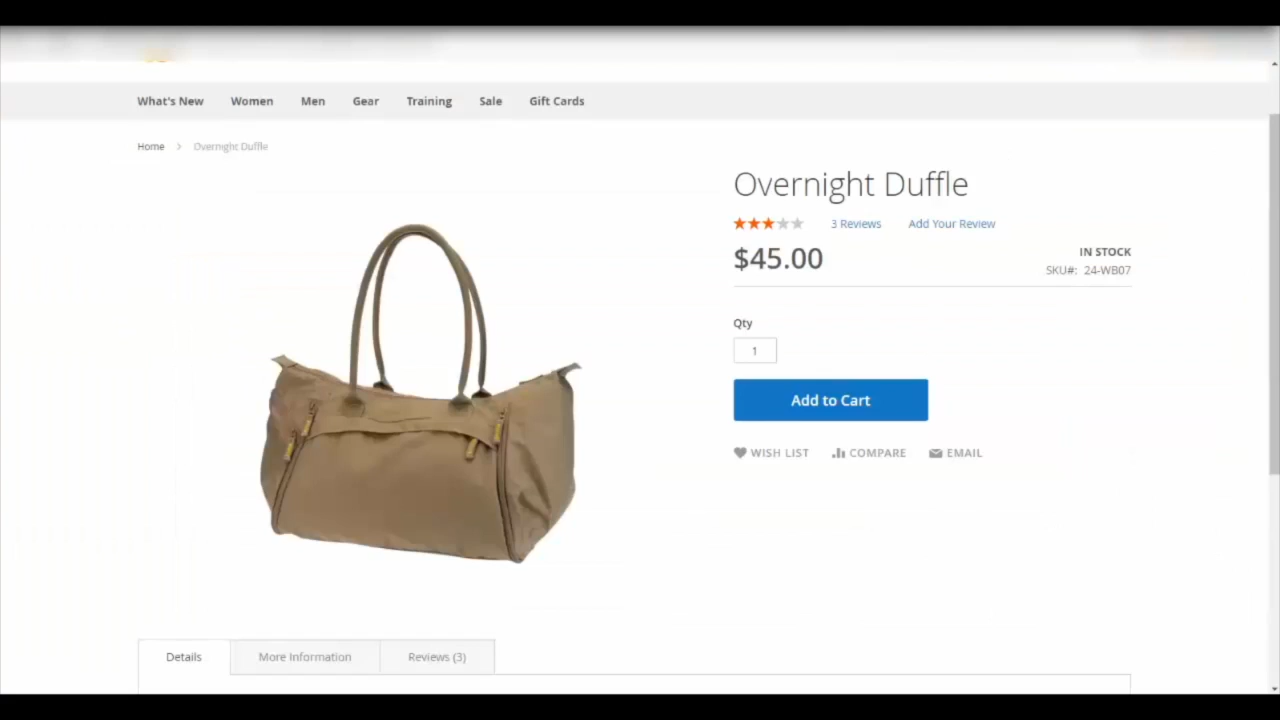 What's New Women Men Gear Training Sale Gift Cards
Home > Overnight Duffle
Overnight Duffle
3 Reviews Add Your Review
$45.00
IN STOCK
SKU#: 24-WB07
Qty
1
Add to Cart
WISH LIST COMPARE EMAIL
Details More Information Reviews (3)